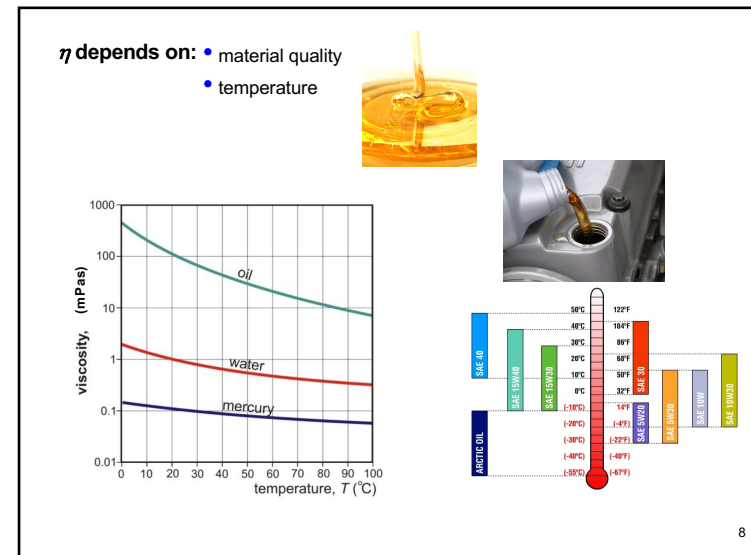 η depends on: • material quality
• temperature
1000
100
10
1
0.1
0.01
viscosity, (mPas)
oil
water
mercury
0 10 20 30 40 50 60 70 80 90 100
temperature, T (°C)
50°C 122°F
40°C 104°F
30°C 86°F
20°C 68°F
10°C 50°F
0°C 32°F
(-10°C) 14°F
(-20°C) (-4°F)
(-30°C) (-22°F)
(-40°C) (-40°F)
(-55°C) (-67°F)
SAE 40
ARCTIC OIL
SAE 15W40
SAE 15W30
SAE 30
SAE 5W20
SAE 5W30
SAE 10W
SAE 10W30
8